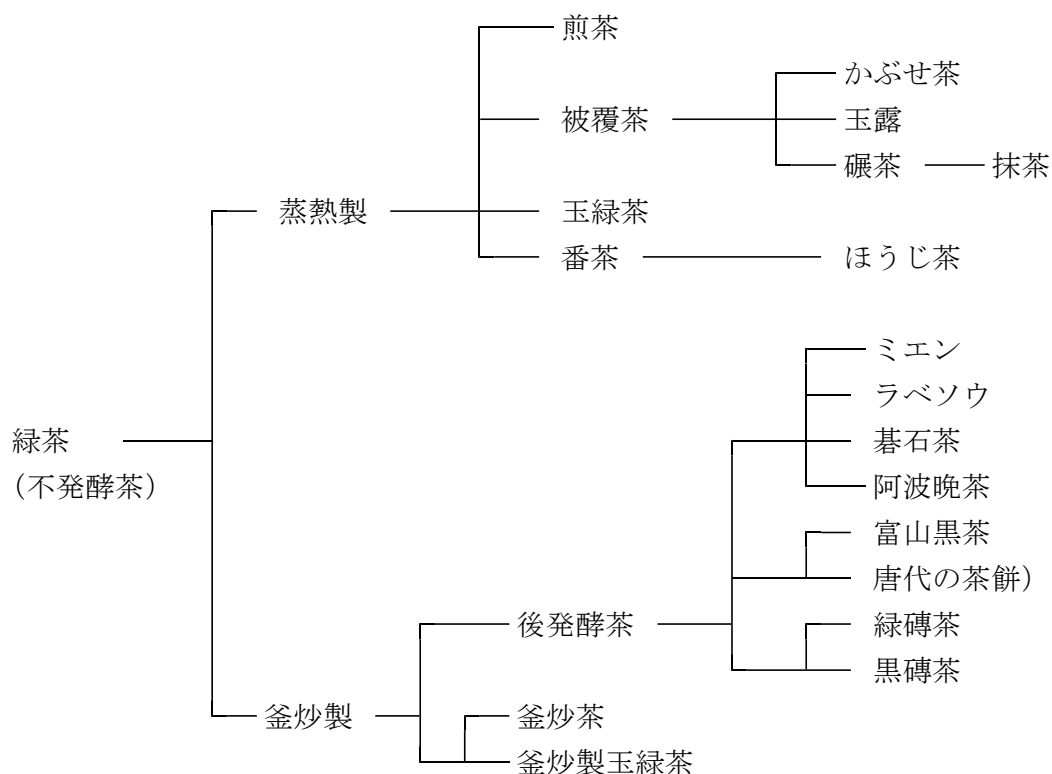 煎茶
かぶせ茶
被覆茶
玉露
碾茶
抹茶
蒸熱製
玉緑茶
番茶
ほうじ茶
ミエン
ラベソウ
緑茶
碁石茶
(不発酵茶)
阿波晩茶
富山黒茶
唐代の茶餅)
後発酵茶
緑磚茶
黒磚茶
釜炒製
釜炒茶
釜炒製玉緑茶